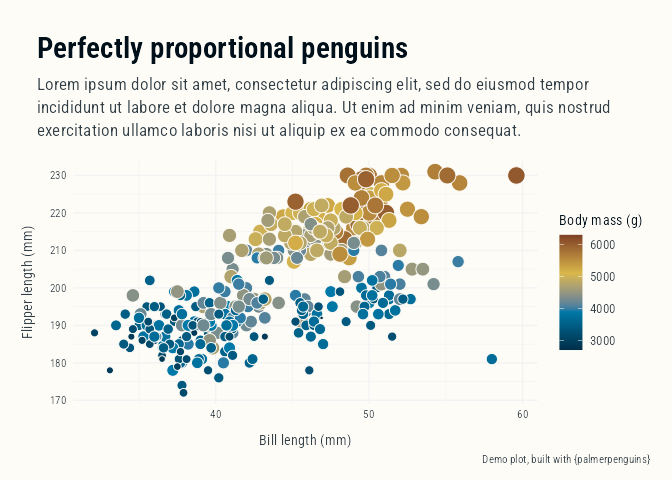 Perfectly proportional penguins
Lorem ipsum dolor sit amet, consectetur adipiscing elit, sed do eiusmod tempor
incididunt ut labore et dolore magna aliqua. Ut enim ad minim veniam, quis nostrud
exercitation ullamco laboris nisi ut aliquip ex ea commodo consequat.
230
220
210
200
190
180
170
Flipper length (mm)
40
50
60
Bill length (mm)
Body mass (g)
6000
5000
4000
3000
Demo plot, built with {palmerpenguins}